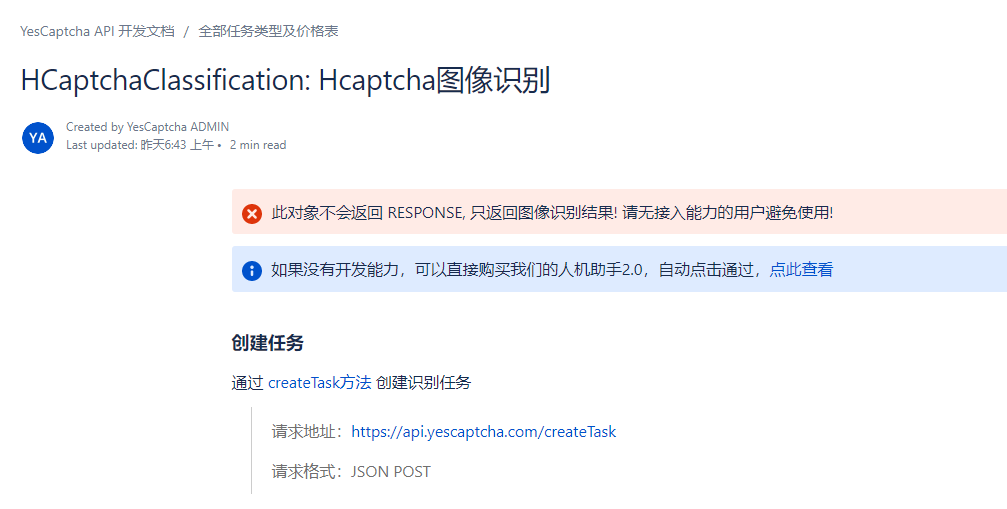 YesCaptcha API 开发文档 / 全部任务类型及价格表
HCaptchaClassification: Hcaptcha图像识别
YA
Created by YesCaptcha ADMIN
Last updated: 昨天6:43 上午 • 2 min read
此对象不会返回 RESPONSE, 只返回图像识别结果! 请无接入能力的用户避免使用!
如果没有开发能力，可以直接购买我们的人机助手2.0，自动点击通过，点此查看
创建任务
通过 createTask方法 创建识别任务
请求地址：https://api.yescaptcha.com/createTask
请求格式：JSON POST